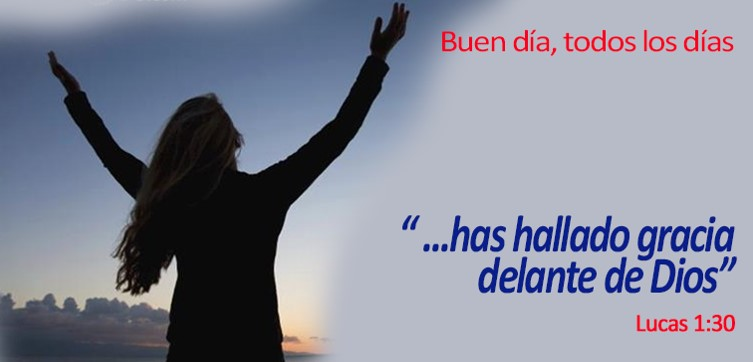 Buen día, todos los días
“ ...has hallado gracia
delante de Dios”
Lucas 1:30